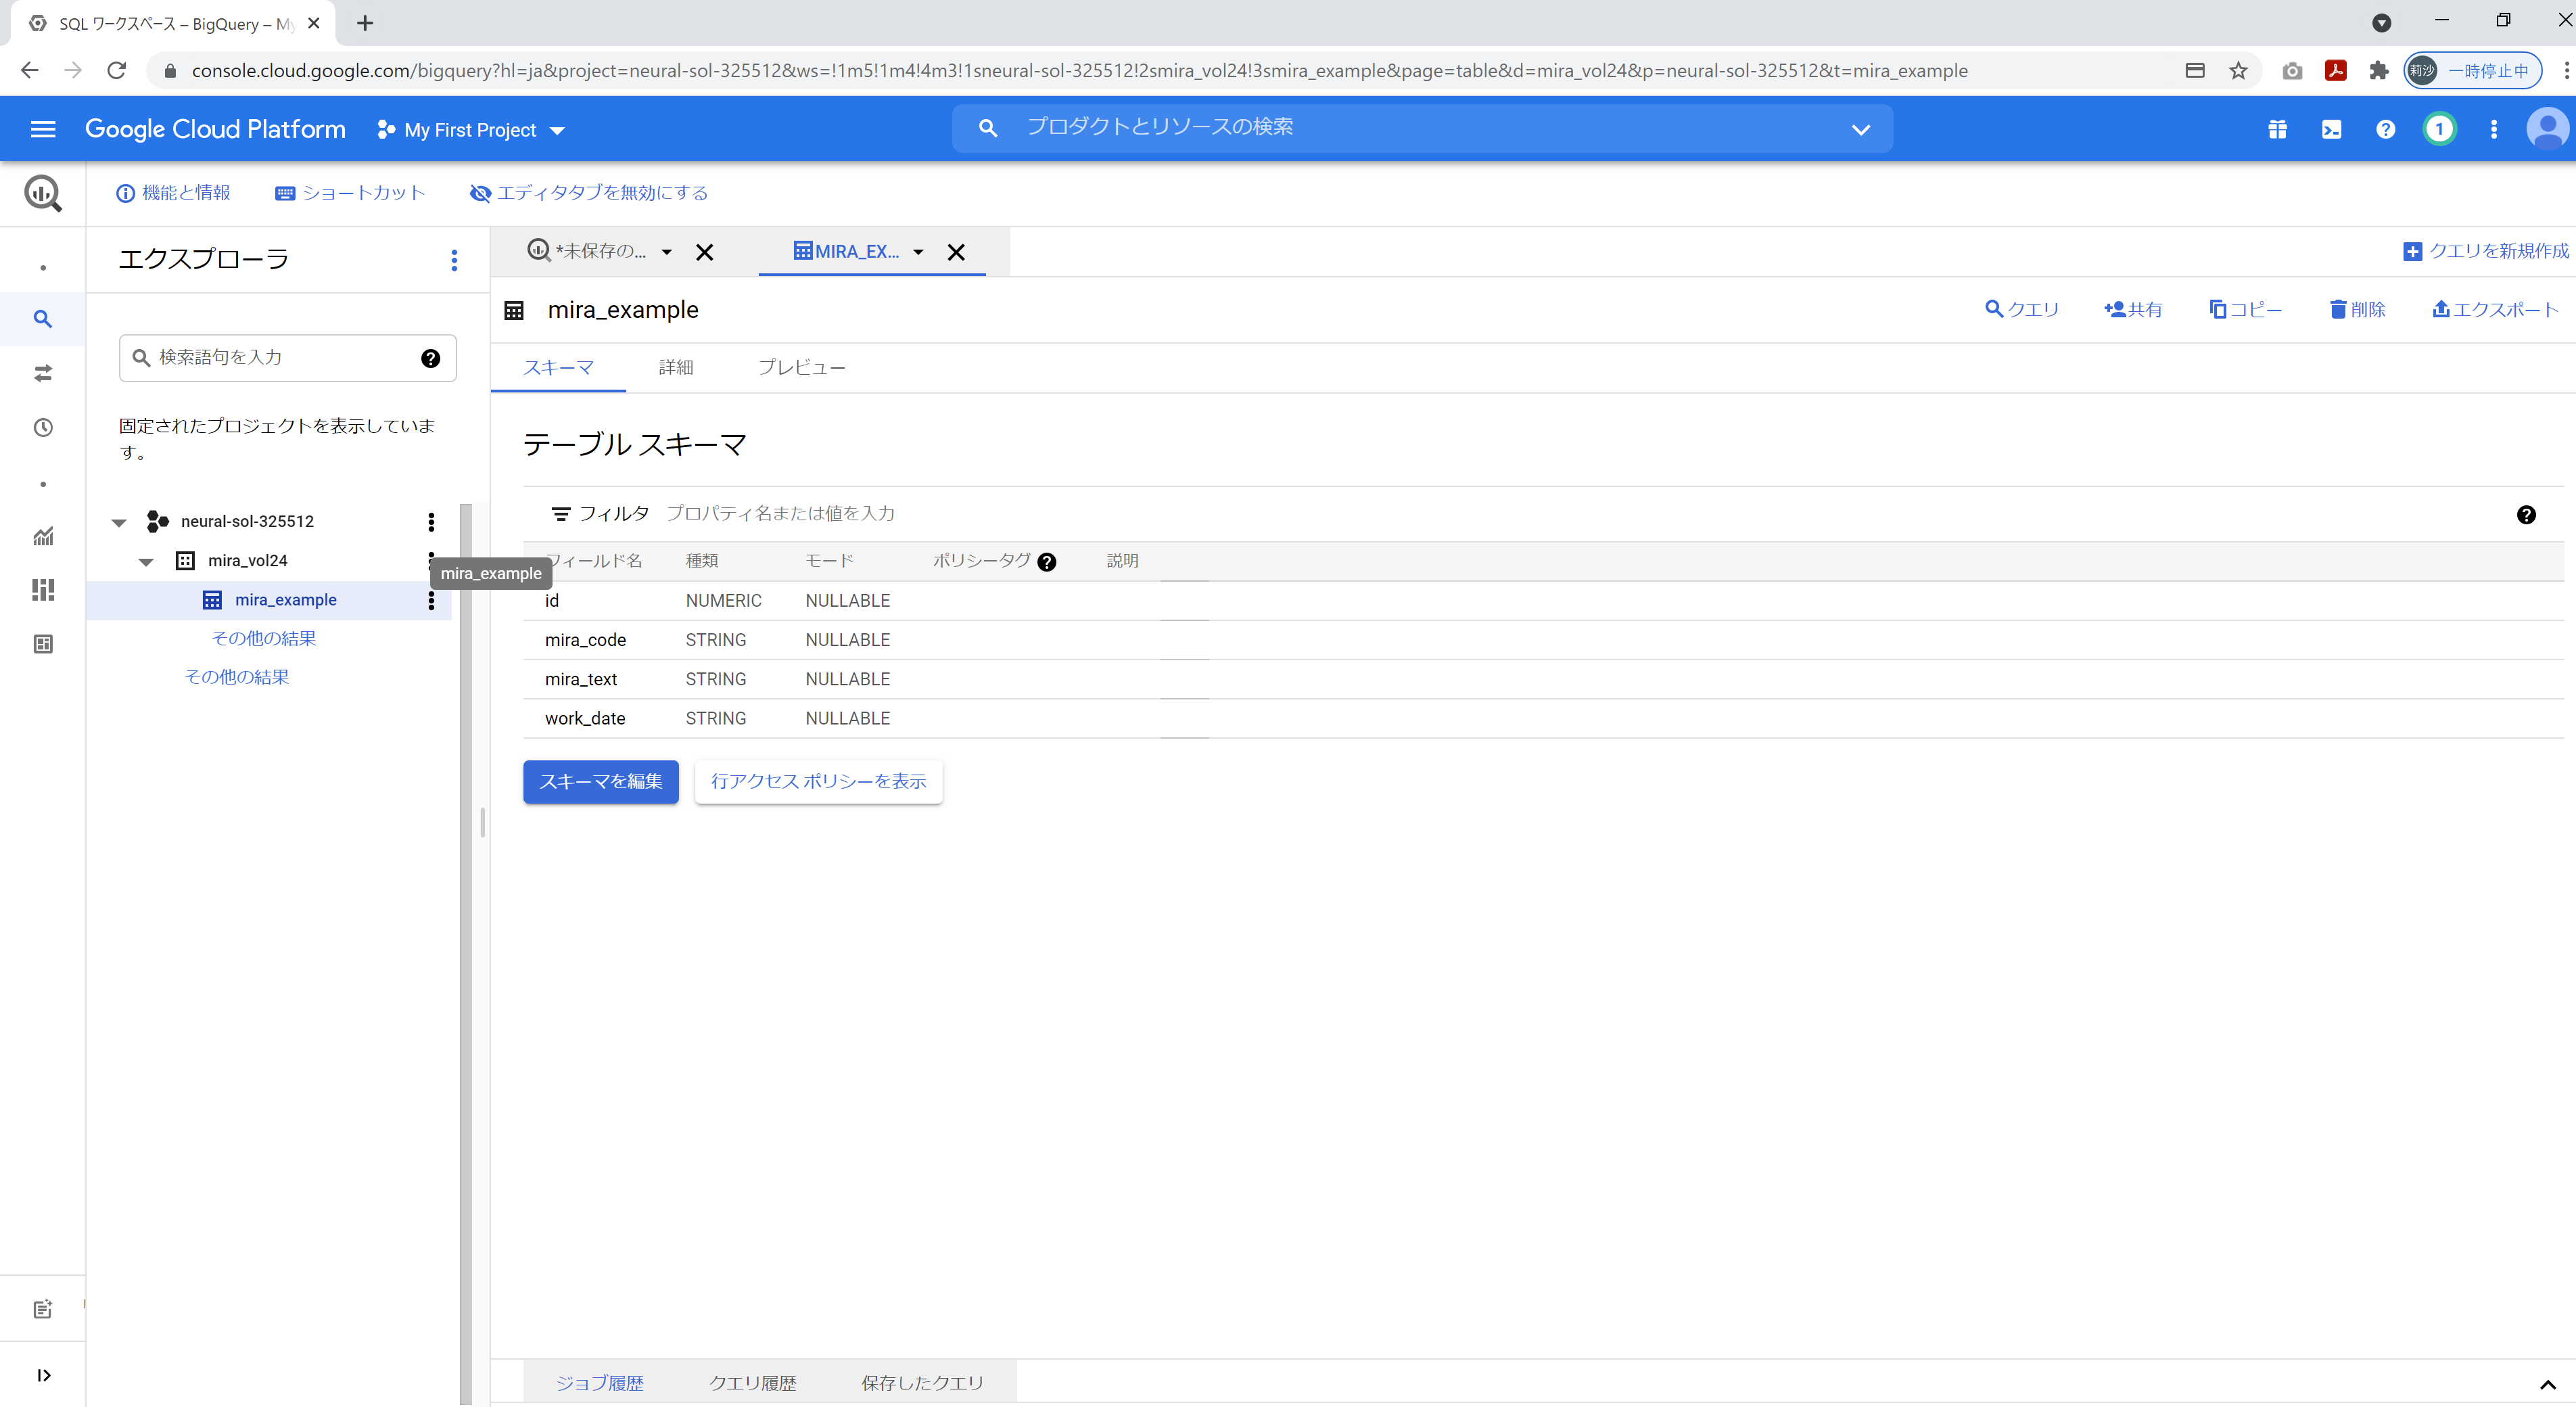 SQL ワークスペース – BigQuery – My
console.cloud.google.com/bigquery?hl=ja&project=neural-sol-325512&ws=!1m5!1m4!4m3!1sneural-sol-325512!2smira_vol24!3smira_example&page=table&d=mira_vol24&p=neural-sol-325512&t=mira_example
莉沙 一時停止中
Google Cloud Platform
My First Project
プロダクトとリソースの検索
1
機能と情報
ショートカット
エディタタブを無効にする
エクスプローラ
*未保存の...
MIRA_EX...
クエリを新規作成
mira_example
クエリ
共有
コピー
削除
エクスポート
検索語句を入力
スキーマ
詳細
プレビュー
固定されたプロジェクトを表示していま
す。
テーブル スキーマ
フィルタ プロパティ名または値を入力
neural-sol-325512
mira_vol24
mira_example
mira_example
その他の結果
その他の結果
フィールド名 種類 モード ポリシータグ 説明
id NUMERIC NULLABLE
mira_code STRING NULLABLE
mira_text STRING NULLABLE
work_date STRING NULLABLE
スキーマを編集
行アクセス ポリシーを表示
ジョブ履歴
クエリ履歴
保存したクエリ